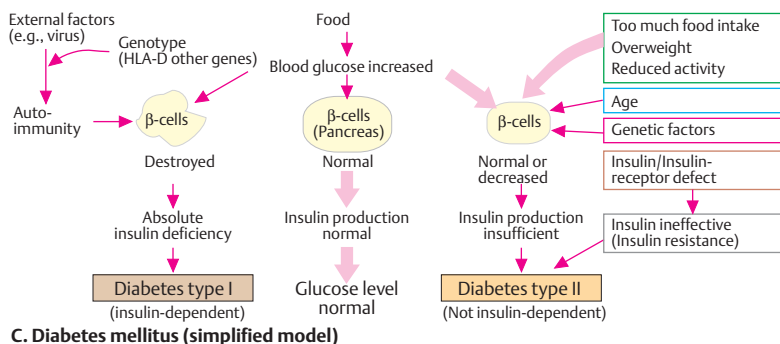 External factors
(e.g., virus)
Genotype
(HLA-D other genes)
Auto-
immunity
β-cells
Destroyed
Absolute
insulin deficiency
Diabetes type I
(insulin-dependent)
Food
Blood glucose increased
β-cells
(Pancreas)
Normal
Insulin production
normal
Glucose level
normal
Too much food intake
Overweight
Reduced activity
β-cells
Age
Genetic factors
Normal or
decreased
Insulin/Insulin-
receptor defect
Insulin production
insufficient
Insulin ineffective
(Insulin resistance)
Diabetes type II
(Not insulin-dependent)
C. Diabetes mellitus (simplified model)